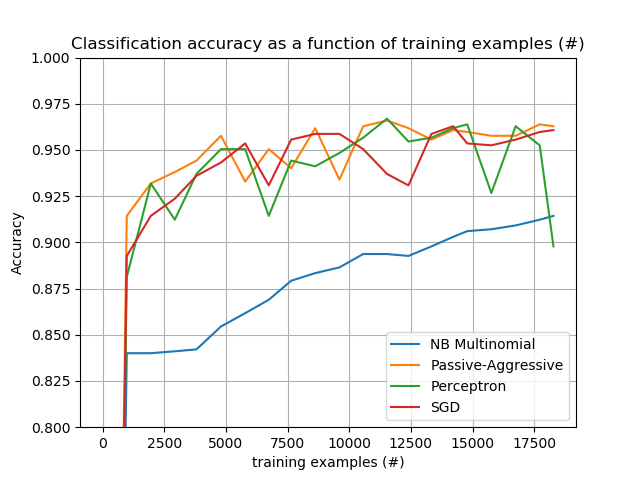 Classification accuracy as a function of training examples (#)
1.000
0.975
0.950
0.925
0.900
0.875
0.850
0.825
0.800
Accuracy
NB Multinomial
Passive-Aggressive
Perceptron
SGD
0 2500 5000 7500 10000 12500 15000 17500
training examples (#)